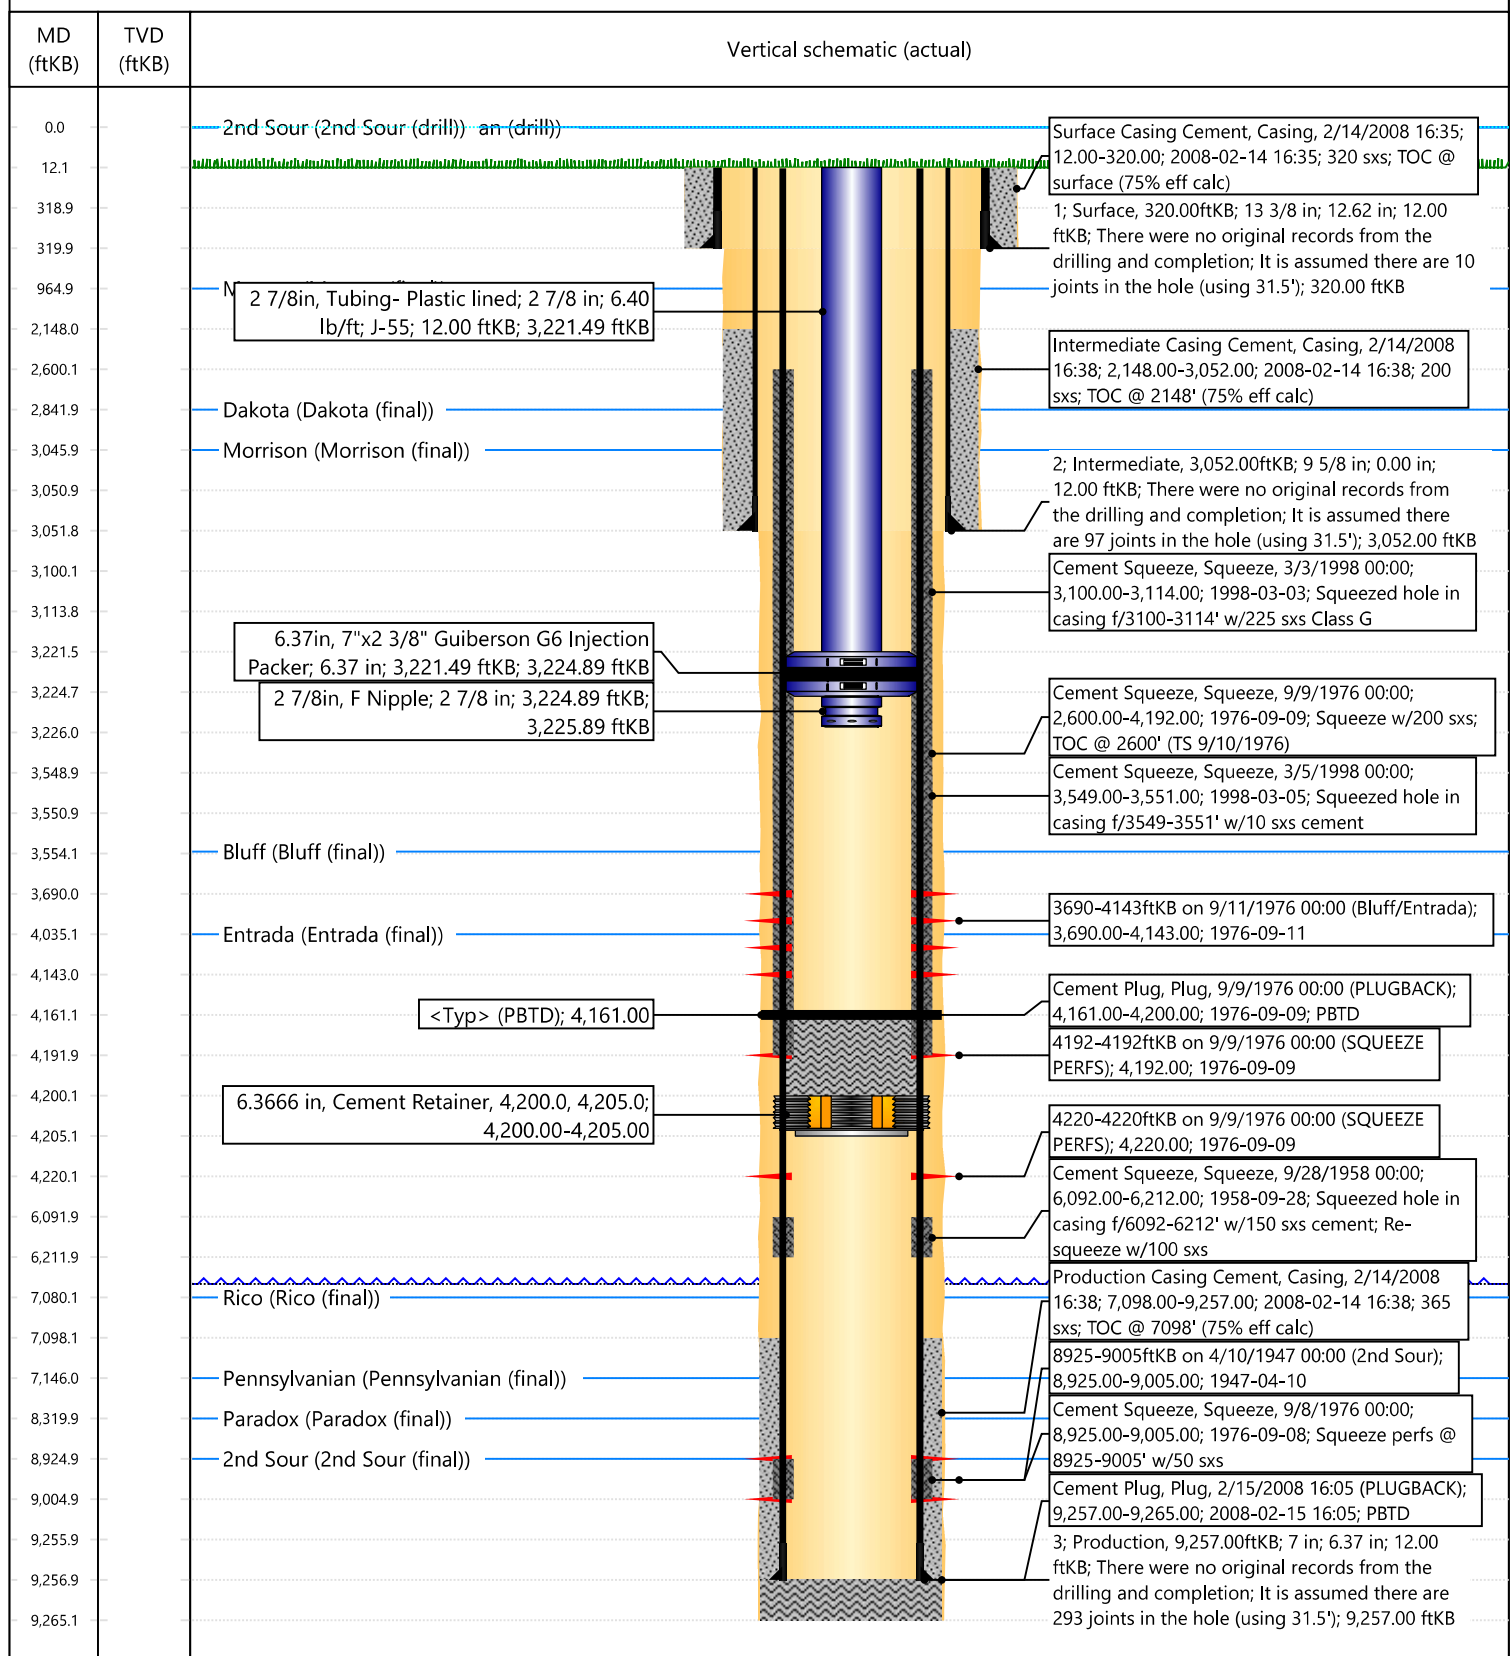 MD
(ftKB)
TVD
(ftKB)
Vertical schematic (actual)
0.0
12.1
318.9
319.9
964.9
2,148.0
2,600.1
2,841.9
3,045.9
3,050.9
3,051.8
3,100.1
3,113.8
3,221.5
3,224.7
3,226.0
3,548.9
3,550.9
3,554.1
3,690.0
4,035.1
4,143.0
4,161.1
4,191.9
4,200.1
4,205.1
4,220.1
6,091.9
6,211.9
7,080.1
7,098.1
7,146.0
8,319.9
8,924.9
9,004.9
9,255.9
9,256.9
9,265.1
2nd Sour (2nd Sour (drill)) an (drill))
2 7/8in, Tubing- Plastic lined; 2 7/8 in; 6.40
lb/ft; J-55; 12.00 ftKB; 3,221.49 ftKB
Dakota (Dakota (final))
Morrison (Morrison (final))
6.37in, 7"x2 3/8" Guiberson G6 Injection
Packer; 6.37 in; 3,221.49 ftKB; 3,224.89 ftKB
2 7/8in, F Nipple; 2 7/8 in; 3,224.89 ftKB;
3,225.89 ftKB
Bluff (Bluff (final))
Entrada (Entrada (final))
<Typ> (PBTD); 4,161.00
6.3666 in, Cement Retainer, 4,200.0, 4,205.0;
4,200.00-4,205.00
Rico (Rico (final))
Pennsylvanian (Pennsylvanian (final))
Paradox (Paradox (final))
2nd Sour (2nd Sour (final))
Surface Casing Cement, Casing, 2/14/2008 16:35;
12.00-320.00; 2008-02-14 16:35; 320 sxs; TOC @
surface (75% eff calc)
1; Surface, 320.00ftKB; 13 3/8 in; 12.62 in; 12.00
ftKB; There were no original records from the
drilling and completion; It is assumed there are 10
joints in the hole (using 31.5'); 320.00 ftKB
Intermediate Casing Cement, Casing, 2/14/2008
16:38; 2,148.00-3,052.00; 2008-02-14 16:38; 200
sxs; TOC @ 2148' (75% eff calc)
2; Intermediate, 3,052.00ftKB; 9 5/8 in; 0.00 in;
12.00 ftKB; There were no original records from
the drilling and completion; It is assumed there
are 97 joints in the hole (using 31.5'); 3,052.00 ftKB
Cement Squeeze, Squeeze, 3/3/1998 00:00;
3,100.00-3,114.00; 1998-03-03; Squeezed hole in
casing f/3100-3114' w/225 sxs Class G
Cement Squeeze, Squeeze, 9/9/1976 00:00;
2,600.00-4,192.00; 1976-09-09; Squeeze w/200 sxs;
TOC @ 2600' (TS 9/10/1976)
Cement Squeeze, Squeeze, 3/5/1998 00:00;
3,549.00-3,551.00; 1998-03-05; Squeezed hole in
casing f/3549-3551' w/10 sxs cement
3690-4143ftKB on 9/11/1976 00:00 (Bluff/Entrada);
3,690.00-4,143.00; 1976-09-11
Cement Plug, Plug, 9/9/1976 00:00 (PLUGBACK);
4,161.00-4,200.00; 1976-09-09; PBTD
4192-4192ftKB on 9/9/1976 00:00 (SQUEEZE
PERFS); 4,192.00; 1976-09-09
4220-4220ftKB on 9/9/1976 00:00 (SQUEEZE
PERFS); 4,220.00; 1976-09-09
Cement Squeeze, Squeeze, 9/28/1958 00:00;
6,092.00-6,212.00; 1958-09-28; Squeezed hole in
casing f/6092-6212' w/150 sxs cement; Re-
squeeze w/100 sxs
Production Casing Cement, Casing, 2/14/2008
16:38; 7,098.00-9,257.00; 2008-02-14 16:38; 365
sxs; TOC @ 7098' (75% eff calc)
8925-9005ftKB on 4/10/1947 00:00 (2nd Sour);
8,925.00-9,005.00; 1947-04-10
Cement Squeeze, Squeeze, 9/8/1976 00:00;
8,925.00-9,005.00; 1976-09-08; Squeeze perfs @
8925-9005' w/50 sxs
Cement Plug, Plug, 2/15/2008 16:05 (PLUGBACK);
9,257.00-9,265.00; 2008-02-15 16:05; PBTD
3; Production, 9,257.00ftKB; 7 in; 6.37 in; 12.00
ftKB; There were no original records from the
drilling and completion; It is assumed there are
293 joints in the hole (using 31.5'); 9,257.00 ftKB